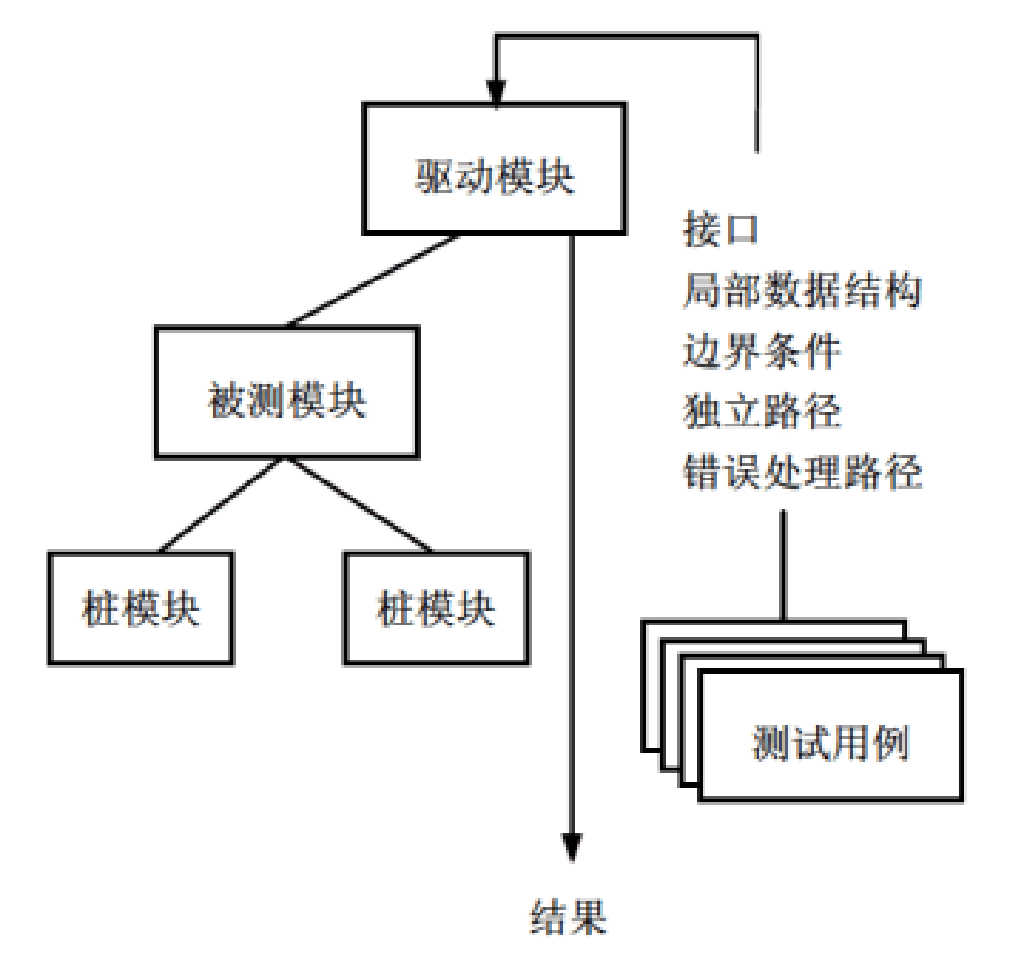 驱动模块
接口
局部数据结构
边界条件
独立路径
错误处理路径
被测模块
桩模块
桩模块
测试用例
结果